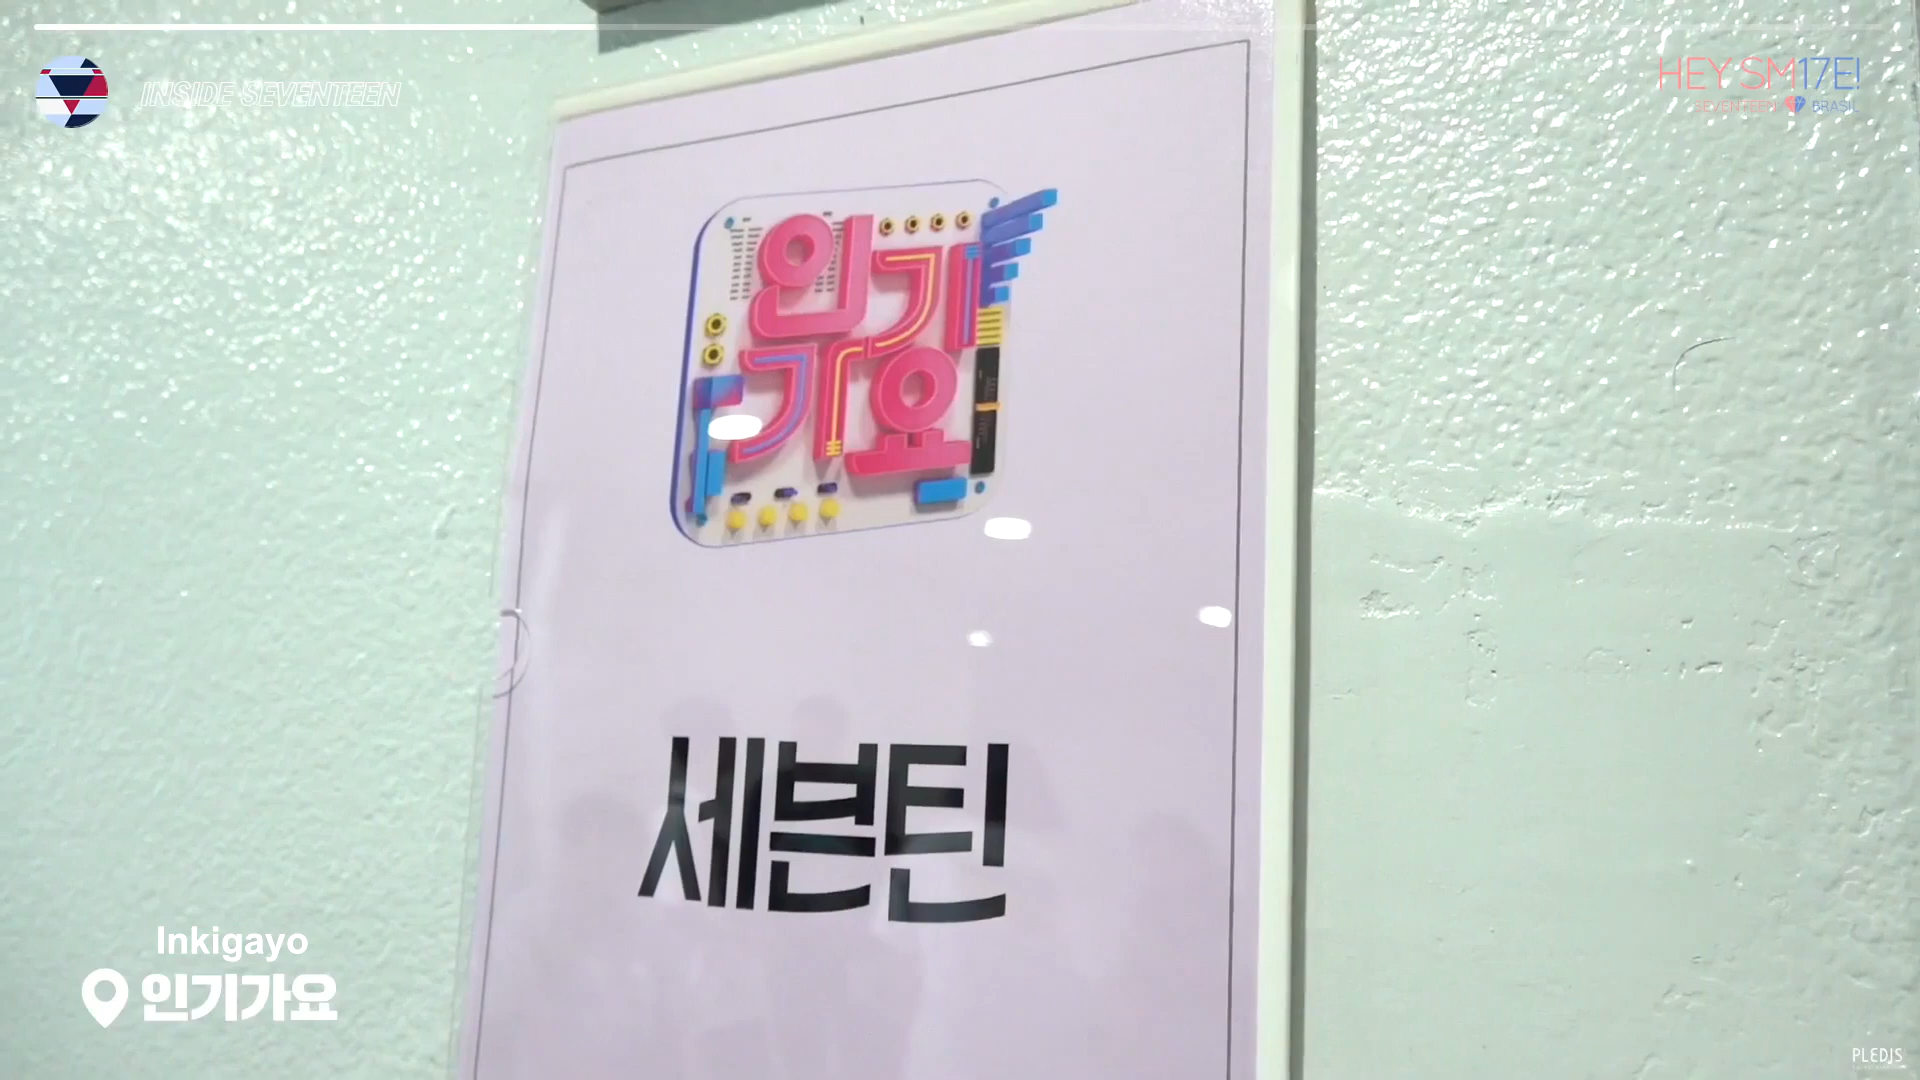 INSIDE SEVENTEEN
HEY SM17E!
SEVENTEEN BRASIL
인기
가요
세븐틴
Inkigayo
인기가요
PLEDIS